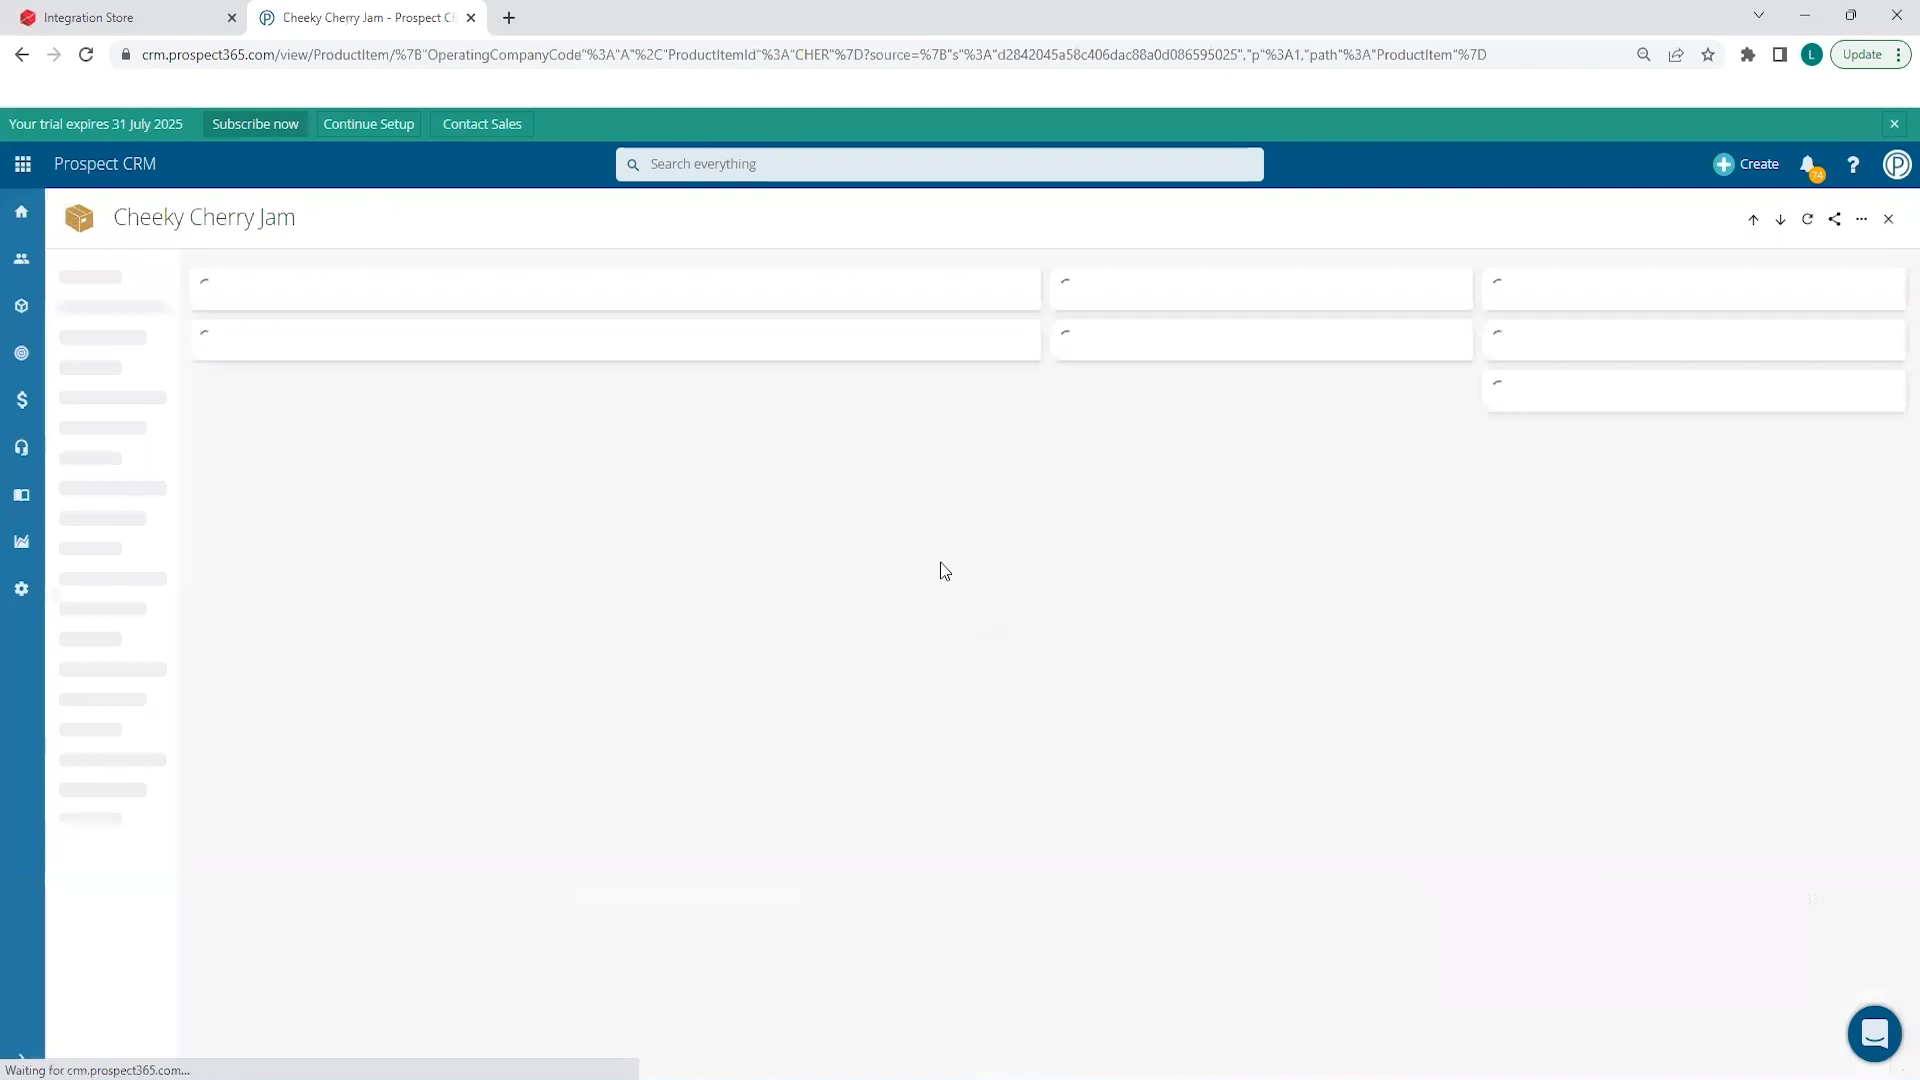 Integration Store
Cheeky Cherry Jam - Prospect C
crm.prospect365.com/view/ProductItem/%7B"OperatingCompanyCode"%3A"A"%2C"ProductItemId"%3A"CHER"%7D?source=%7B"s"%3A"d2842045a58c406dac88a0d086595025","p"%3A1,"path"%3A"ProductItem"%7D
L
Update
Your trial expires 31 July 2025
Subscribe now
Continue Setup
Contact Sales
Prospect CRM
Search everything
Create
74
Cheeky Cherry Jam
Waiting for crm.prospect365.com...